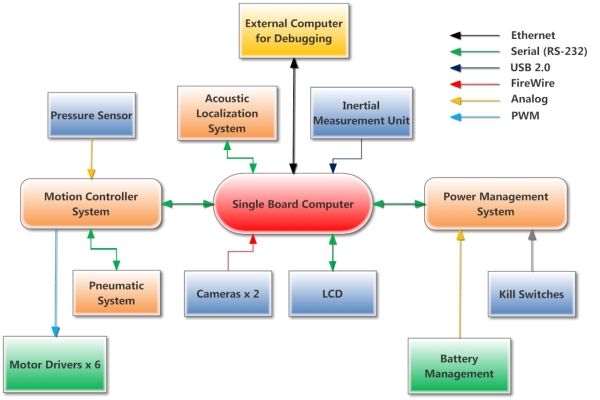 External Computer
for Debugging
Ethernet
Serial (RS-232)
USB 2.0
FireWire
Analog
PWM
Pressure Sensor
Acoustic
Localization
System
Inertial
Measurement Unit
Motion Controller
System
Single Board Computer
Power Management
System
Pneumatic
System
Cameras x 2
LCD
Kill Switches
Motor Drivers x 6
Battery
Management